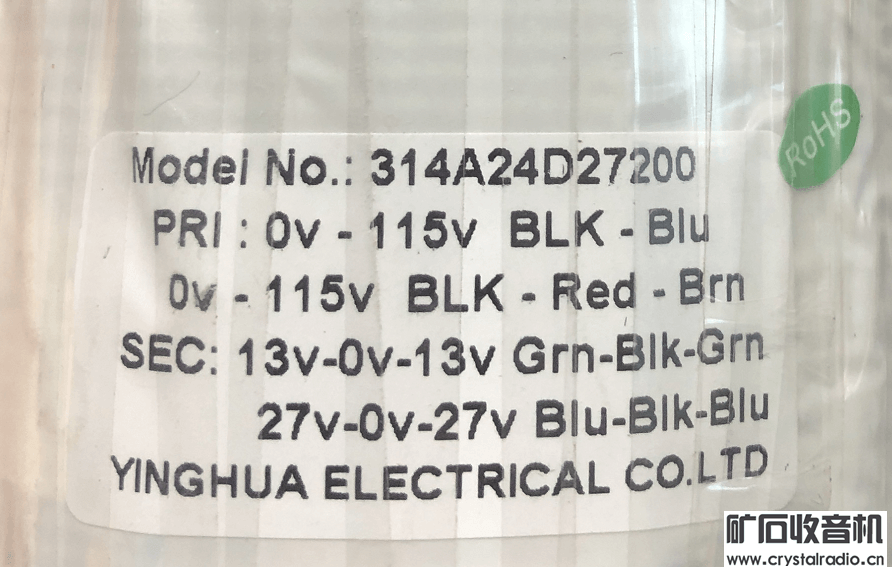 RoHS
Model No.: 314A24D27200
PRI : 0v - 115v BLK - Blu
0v - 115v BLK - Red - Brn
SEC: 13v-0v-13v Grn-Blk-Grn
27v-0v-27v Blu-Blk-Blu
YINGHUA ELECTRICAL CO.LTD
矿石收音机
www.crystalradio.cn